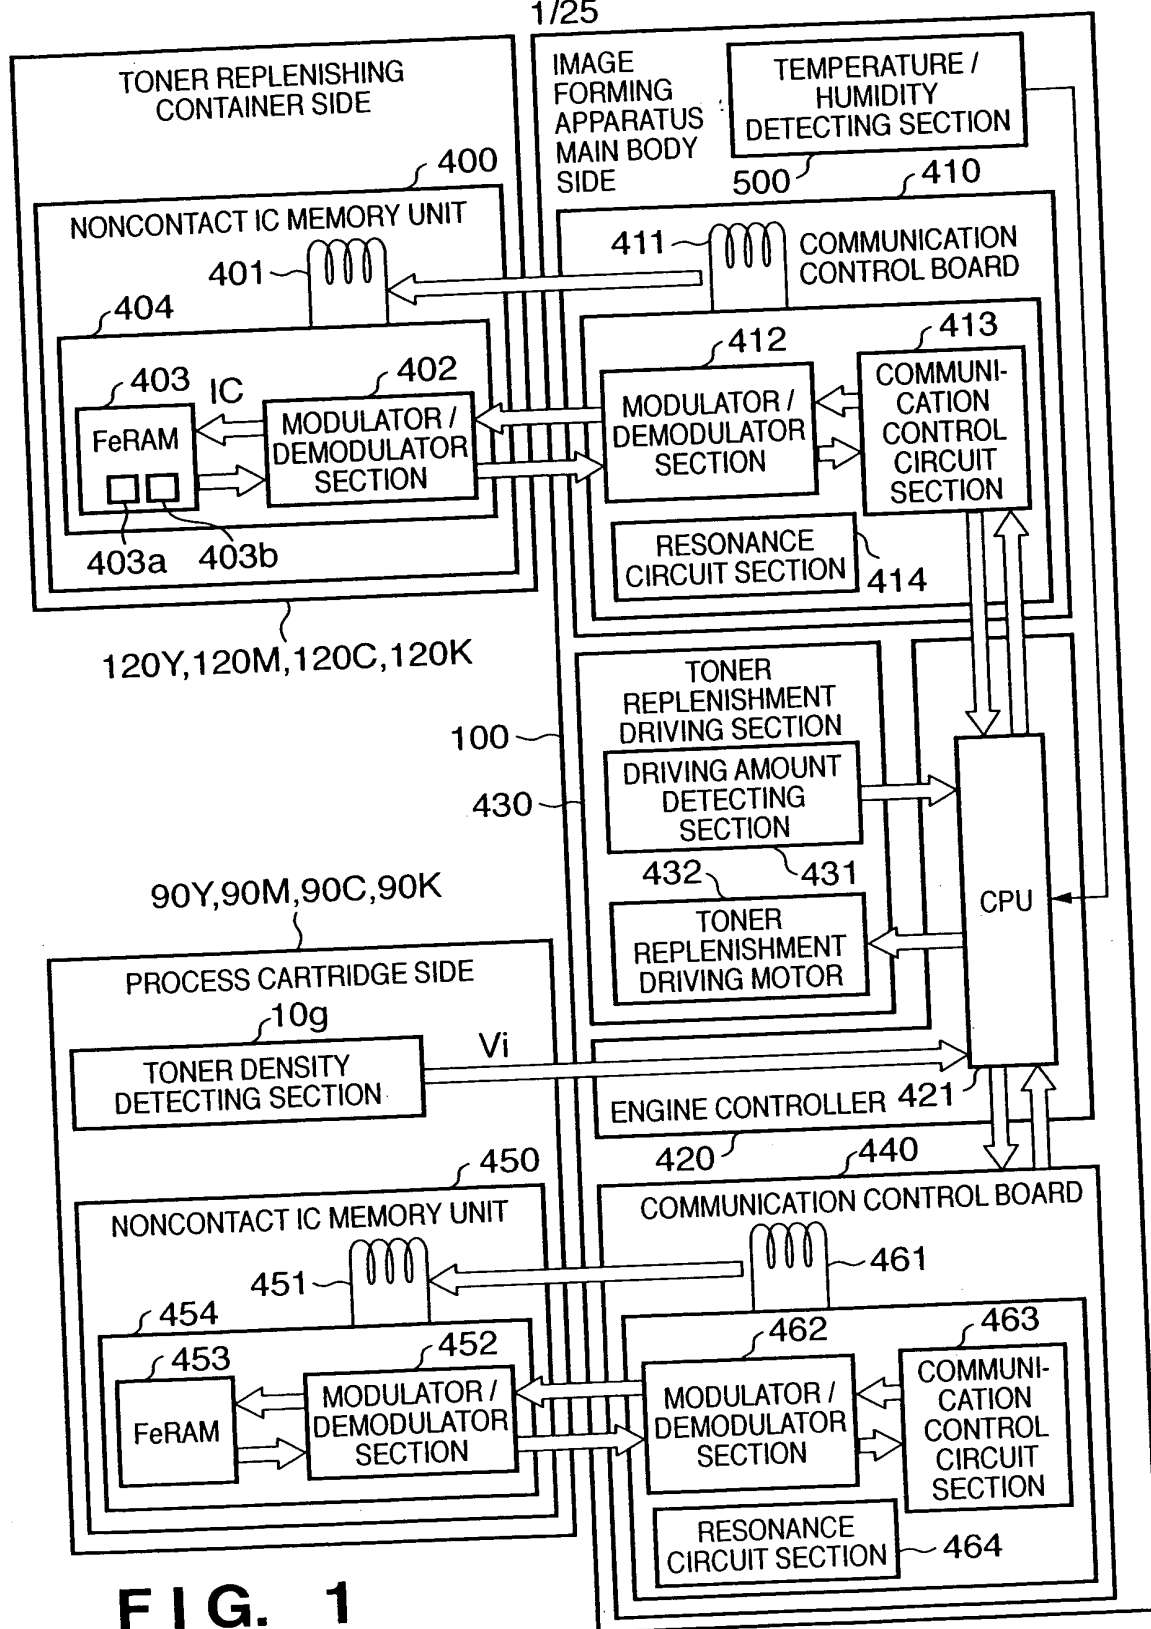 1/25
TONER REPLENISHING
CONTAINER SIDE
400
NONCONTACT IC MEMORY UNIT
401
404
403
IC
402
FeRAM
MODULATOR /
DEMODULATOR
SECTION
403a
403b
120Y,120M,120C,120K
IMAGE
FORMING
APPARATUS
MAIN BODY
SIDE
TEMPERATURE /
HUMIDITY
DETECTING SECTION
500
410
411
COMMUNICATION
CONTROL BOARD
412
413
MODULATOR /
DEMODULATOR
SECTION
COMMUNI-
CATION
CONTROL
CIRCUIT
SECTION
RESONANCE
CIRCUIT SECTION
414
100
TONER
REPLENISHMENT
DRIVING SECTION
430
DRIVING AMOUNT
DETECTING
SECTION
431
432
TONER
REPLENISHMENT
DRIVING MOTOR
CPU
421
ENGINE CONTROLLER
420
90Y,90M,90C,90K
PROCESS CARTRIDGE SIDE
10g
TONER DENSITY
DETECTING SECTION
Vi
450
NONCONTACT IC MEMORY UNIT
451
454
453
452
FeRAM
MODULATOR /
DEMODULATOR
SECTION
440
COMMUNICATION CONTROL BOARD
461
462
463
MODULATOR /
DEMODULATOR
SECTION
COMMUNI-
CATION
CONTROL
CIRCUIT
SECTION
RESONANCE
CIRCUIT SECTION
464
FIG. 1